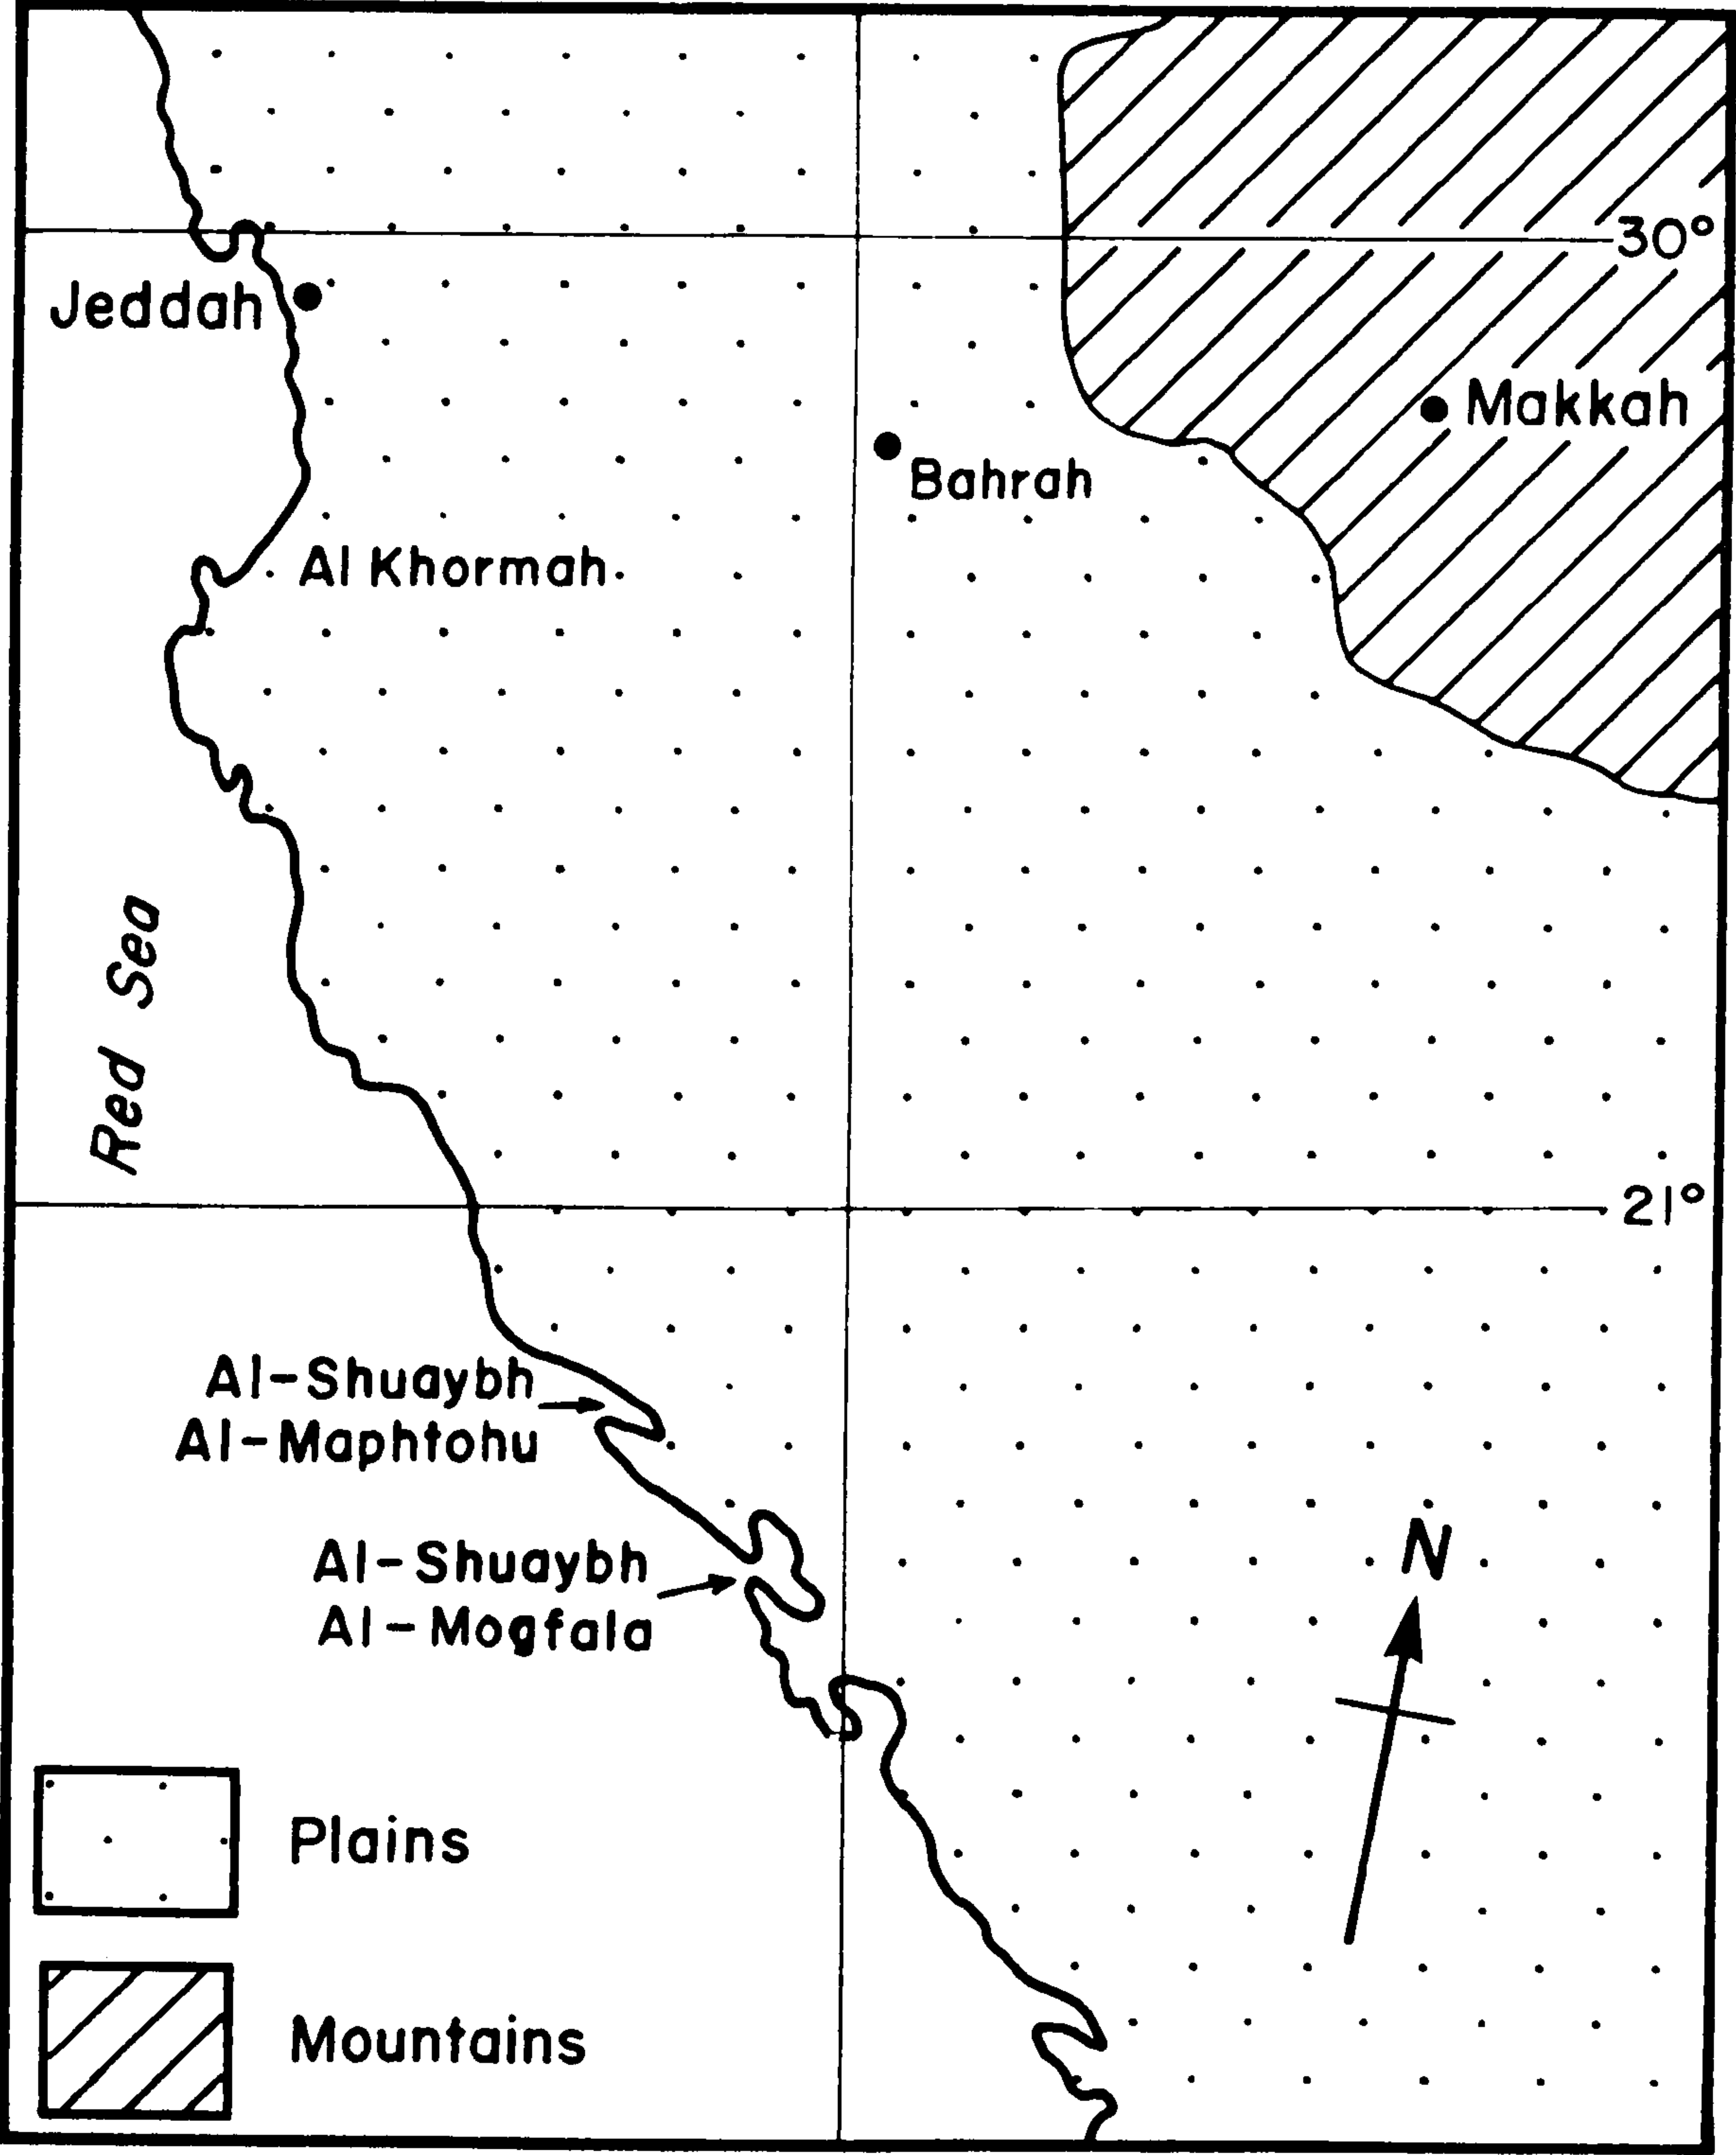 30°
Jeddah
Makkah
Bahrah
Al Khormah
Red Sea
21°
Al-Shuaybh
Al-Maphtohu
N
Al-Shuaybh
Al-Mogfala
Plains
Mountains